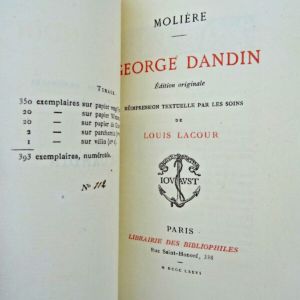 TIRAGE.
350 exemplaires sur papier
20 — sur papier
20 — sur papier de
2 — sur parchemin
1 — sur vélin
393 exemplaires, numérotés.
No
MOLIÈRE
GEORGE DANDIN
Édition originale
RÉIMPRESSION TEXTUELLE PAR LES SOINS
DE
LOUIS LACOUR
PARIS
LIBRAIRIE DES BIBLIOPHILES
Rue Saint-Honoré, 338